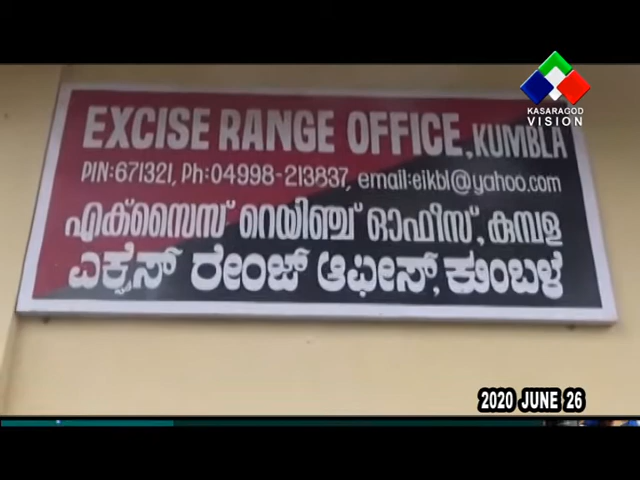 KASARAGOD
VISION
EXCISE RANGE OFFICE, KUMBLA
PIN:671321, Ph:04998-213837, email:eikbl@yahoo.com
എക്സൈസ് റെയിഞ്ച് ഓഫീസ്, കുമ്പള
ಎಕ್ಸೈಸ್ ರೇಂಜ್ ಆಫೀಸ್, ಕುಂಬಳೆ
2020 JUNE 26